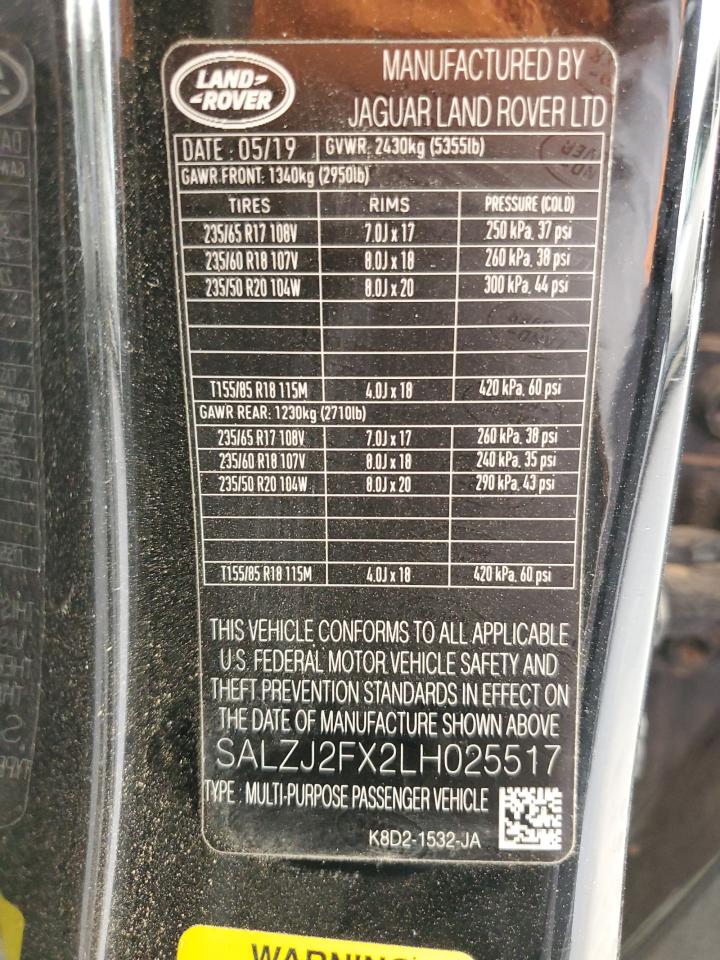 LAND-
-ROVER
MANUFACTURED BY
JAGUAR LAND ROVER LTD
DATE : 05/19 GVWR: 2430kg (5355lb)
GAWR FRONT: 1340kg (2950lb)
TIRES RIMS PRESSURE (COLD)
235/65 R17 108V 7.0J x 17 250 kPa, 37 psi
235/60 R18 107V 8.0J x 18 260 kPa, 38 psi
235/50 R20 104W 8.0J x 20 300 kPa, 44 psi
T155/85 R18 115M 4.0J x 18 420 kPa, 60 psi
GAWR REAR: 1230kg (2710lb)
235/65 R17 108V 7.0J x 17 260 kPa, 38 psi
235/60 R18 107V 8.0J x 18 240 kPa, 35 psi
235/50 R20 104W 8.0J x 20 290 kPa, 43 psi
T155/85 R18 115M 4.0J x 18 420 kPa, 60 psi
THIS VEHICLE CONFORMS TO ALL APPLICABLE
U.S. FEDERAL MOTOR VEHICLE SAFETY AND
THEFT PREVENTION STANDARDS IN EFFECT ON
THE DATE OF MANUFACTURE SHOWN ABOVE
SALZJ2FX2LH025517
TYPE : MULTI-PURPOSE PASSENGER VEHICLE
K8D2-1532-JA
WARNING